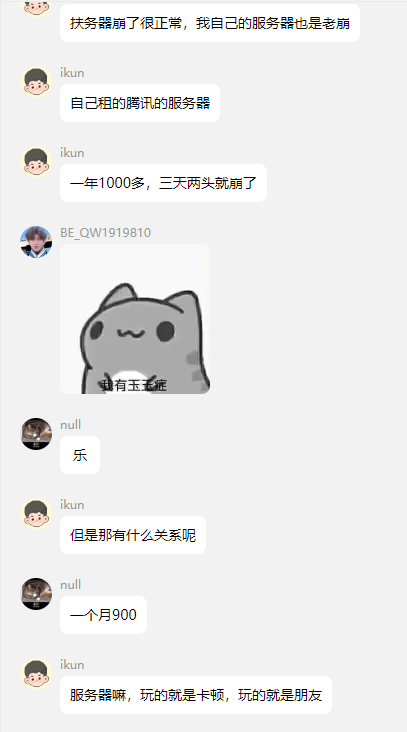 扶务器崩了很正常，我自己的服务器也是老崩
ikun
自己租的腾讯的服务器
ikun
一年1000多，三天两头就崩了
BE_QW1919810
我有玉玉症
null
乐
ikun
但是那有什么关系呢
null
一个月900
ikun
服务器嘛，玩的就是卡顿，玩的就是朋友